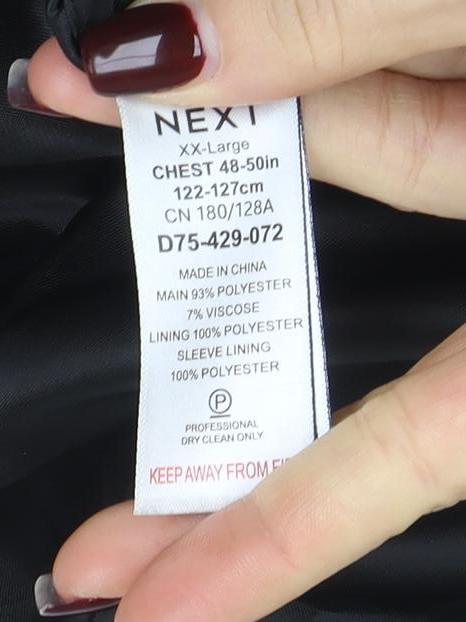 NEXT
XX-Large
CHEST 48-50in
122-127cm
CN 180/128A
D75-429-072
MADE IN CHINA
MAIN 93% POLYESTER
7% VISCOSE
LINING 100% POLYESTER
SLEEVE LINING
100% POLYESTER
P
PROFESSIONAL
DRY CLEAN ONLY
KEEP AWAY FROM